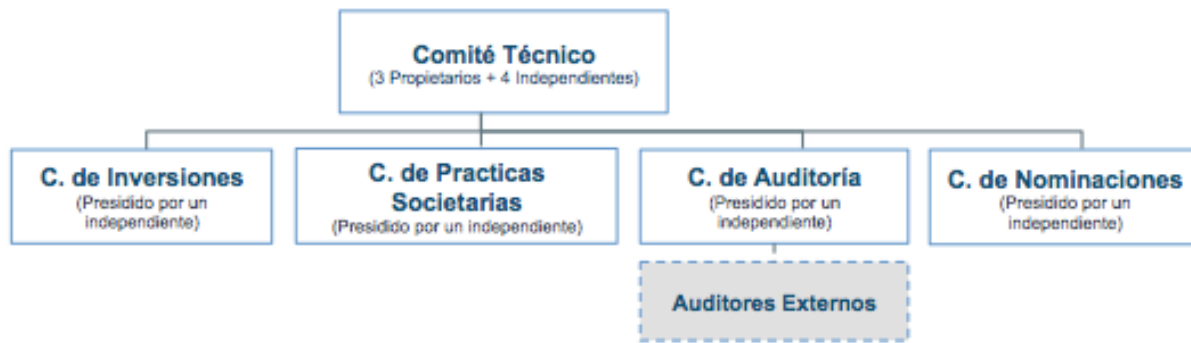 Comité Técnico
(3 Propietarios + 4 Independientes)
C. de Inversiones
(Presidido por un
independiente)
C. de Practicas
Societarias
(Presidido por un independiente)
C. de Auditoría
(Presidido por un
independiente)
C. de Nominaciones
(Presidido por un
independiente)
Auditores Externos